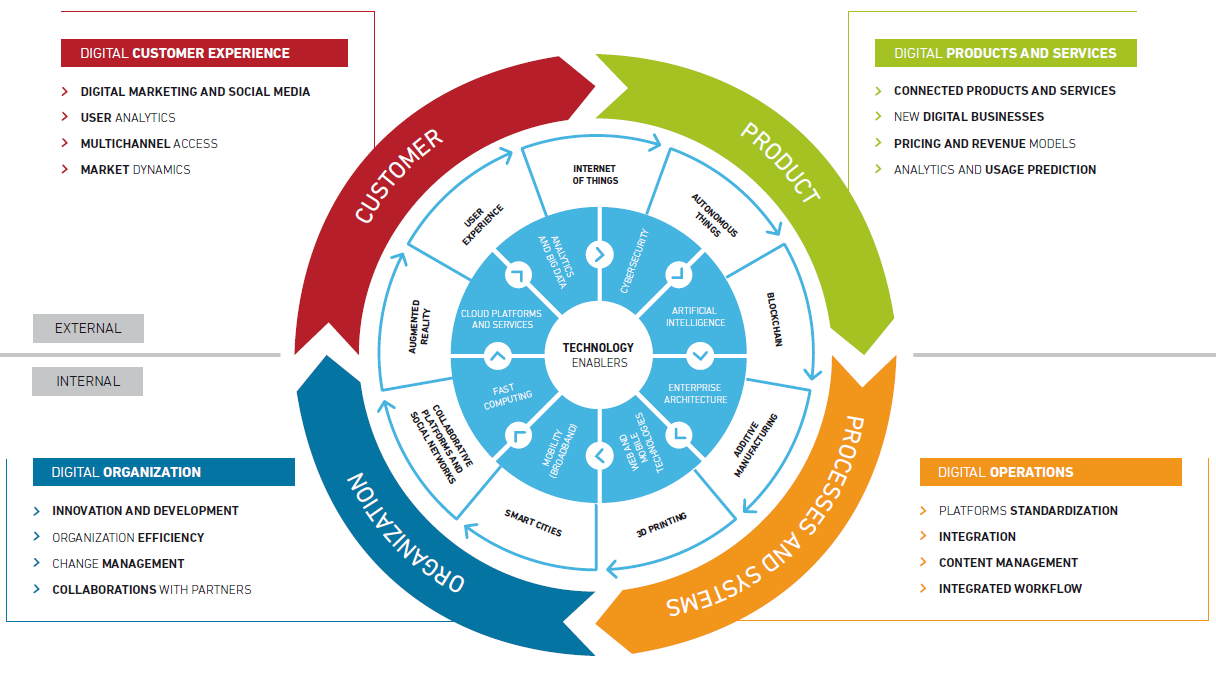 DIGITAL CUSTOMER EXPERIENCE
DIGITAL MARKETING AND SOCIAL MEDIA
USER ANALYTICS
MULTICHANNEL ACCESS
MARKET DYNAMICS
DIGITAL PRODUCTS AND SERVICES
CONNECTED PRODUCTS AND SERVICES
NEW DIGITAL BUSINESSES
PRICING AND REVENUE MODELS
ANALYTICS AND USAGE PREDICTION
CUSTOMER
PRODUCT
PROCESSES AND SYSTEMS
ORGANIZATION
INTERNET
OF THINGS
AUTONOMOUS
THINGS
BLOCKCHAIN
ADDITIVE
MANUFACTURING
3D PRINTING
SMART CITIES
COLLABORATIVE
PLATFORMS AND
SOCIAL NETWORKS
AUGMENTED
REALITY
USER
EXPERIENCE
ANALYTICS
AND BIG DATA
CYBERSECURITY
ARTIFICIAL
INTELLIGENCE
ENTERPRISE
ARCHITECTURE
WEB AND
MOBILE
TECHNOLOGIES
MOBILITY
(BROADBAND)
FAST
COMPUTING
CLOUD PLATFORMS
AND SERVICES
TECHNOLOGY
ENABLERS
EXTERNAL
INTERNAL
DIGITAL ORGANIZATION
INNOVATION AND DEVELOPMENT
ORGANIZATION EFFICIENCY
CHANGE MANAGEMENT
COLLABORATIONS WITH PARTNERS
DIGITAL OPERATIONS
PLATFORMS STANDARDIZATION
INTEGRATION
CONTENT MANAGEMENT
INTEGRATED WORKFLOW